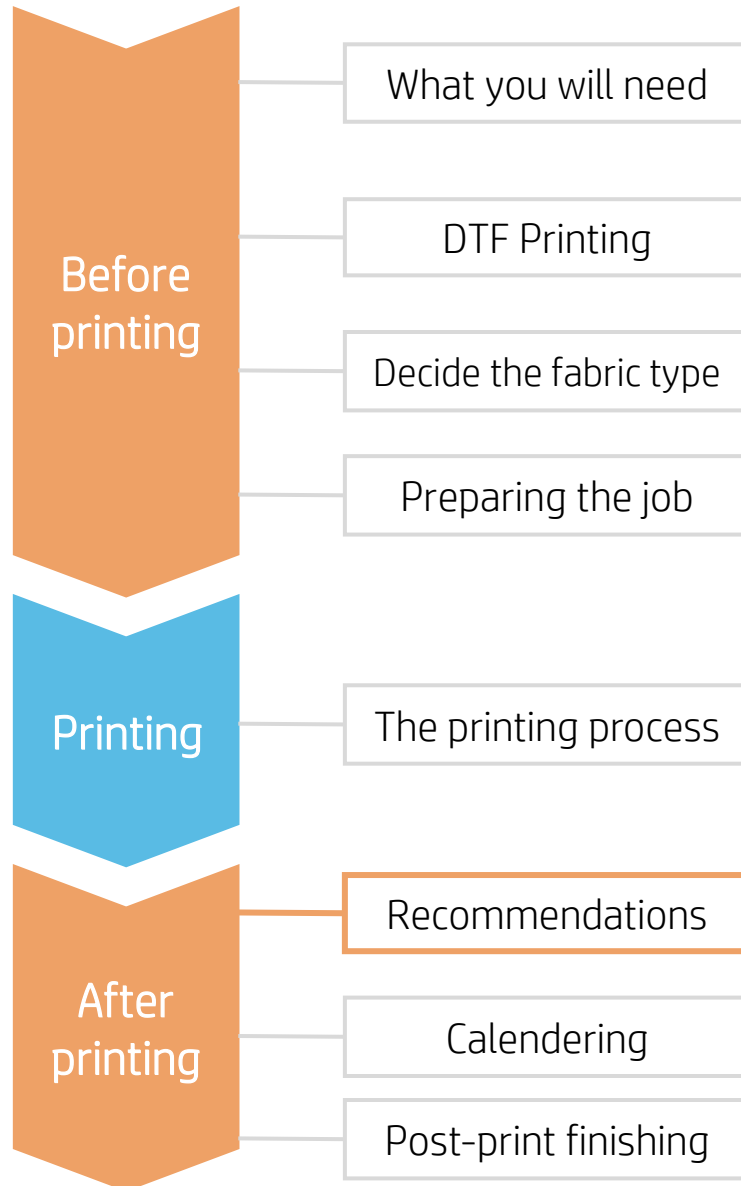 Before
printing
What you will need
DTF Printing
Decide the fabric type
Preparing the job
Printing
The printing process
After
printing
Recommendations
Calendering
Post-print finishing